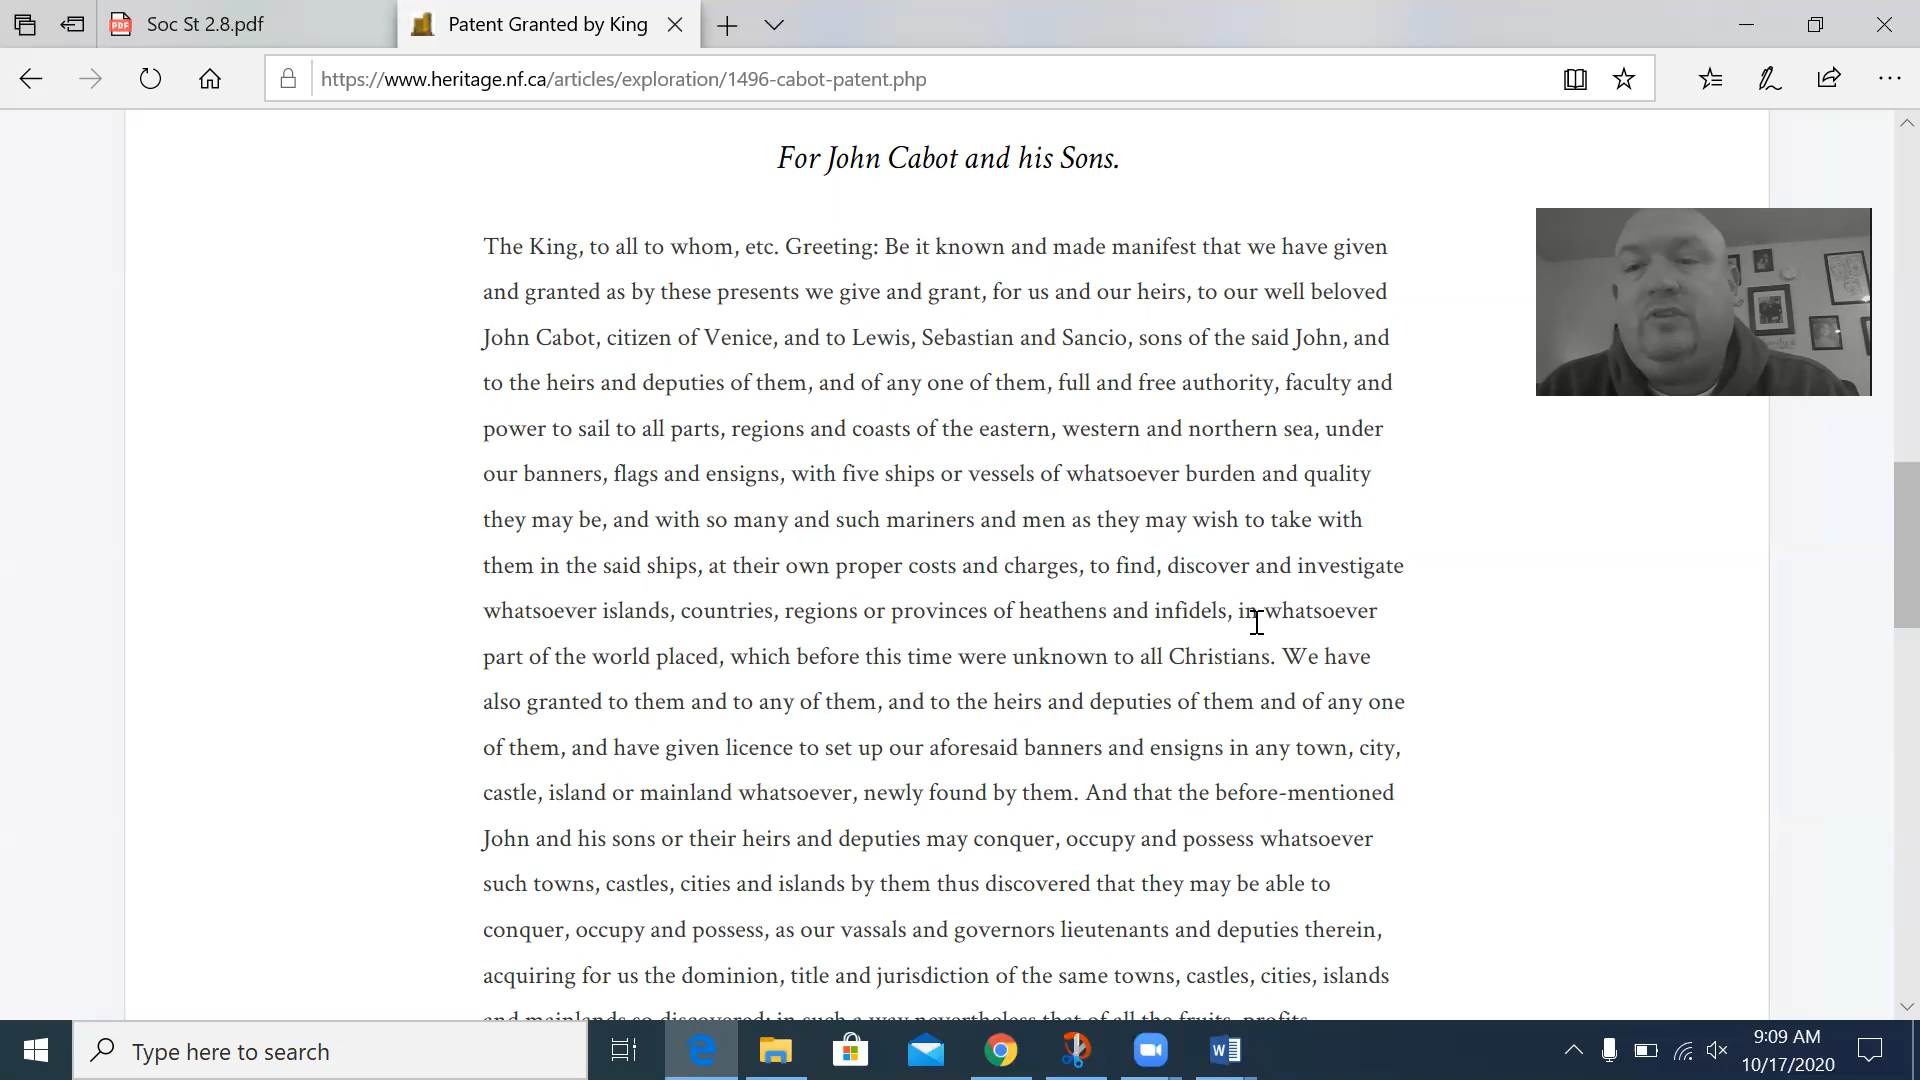 Soc St 2.8.pdf
Patent Granted by King
https://www.heritage.nf.ca/articles/exploration/1496-cabot-patent.php
For John Cabot and his Sons.
The King, to all to whom, etc. Greeting: Be it known and made manifest that we have given
and granted as by these presents we give and grant, for us and our heirs, to our well beloved
John Cabot, citizen of Venice, and to Lewis, Sebastian and Sancio, sons of the said John, and
to the heirs and deputies of them, and of any one of them, full and free authority, faculty and
power to sail to all parts, regions and coasts of the eastern, western and northern sea, under
our banners, flags and ensigns, with five ships or vessels of whatsoever burden and quality
they may be, and with so many and such mariners and men as they may wish to take with
them in the said ships, at their own proper costs and charges, to find, discover and investigate
whatsoever islands, countries, regions or provinces of heathens and infidels, in whatsoever
part of the world placed, which before this time were unknown to all Christians. We have
also granted to them and to any of them, and to the heirs and deputies of them and of any one
of them, and have given licence to set up our aforesaid banners and ensigns in any town, city,
castle, island or mainland whatsoever, newly found by them. And that the before-mentioned
John and his sons or their heirs and deputies may conquer, occupy and possess whatsoever
such towns, castles, cities and islands by them thus discovered that they may be able to
conquer, occupy and possess, as our vassals and governors lieutenants and deputies therein,
acquiring for us the dominion, title and jurisdiction of the same towns, castles, cities, islands
and mainlands so discovered; in such a way nevertheless that of all the fruits, profits
Type here to search
9:09 AM
10/17/2020